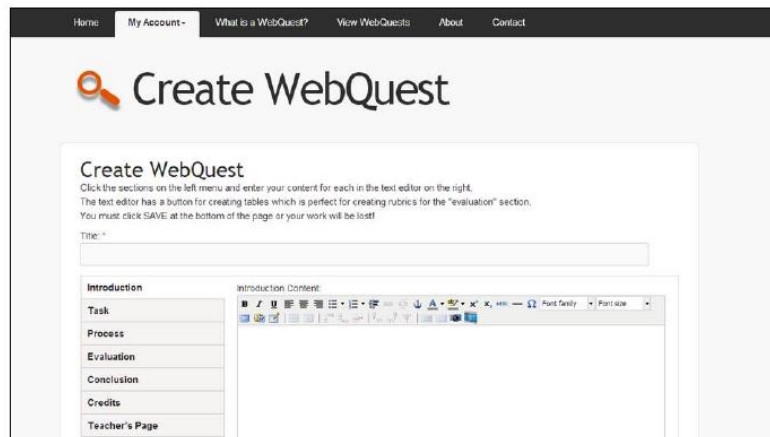 Home My Account What is a WebQuest? View WebQuests About Contact
Create WebQuest
Create WebQuest
Click the sections on the left menu and enter your content for each in the text editor on the right.
The text editor has a button for creating tables which is perfect for creating rubrics for the "evaluation" section.
You must click SAVE at the bottom of the page or your work will be lost!
Title: *
Introduction
Task
Process
Evaluation
Conclusion
Credits
Teacher's Page
Introduction Content:
B I U A x² x₂ HTML — Ω Font family Font size